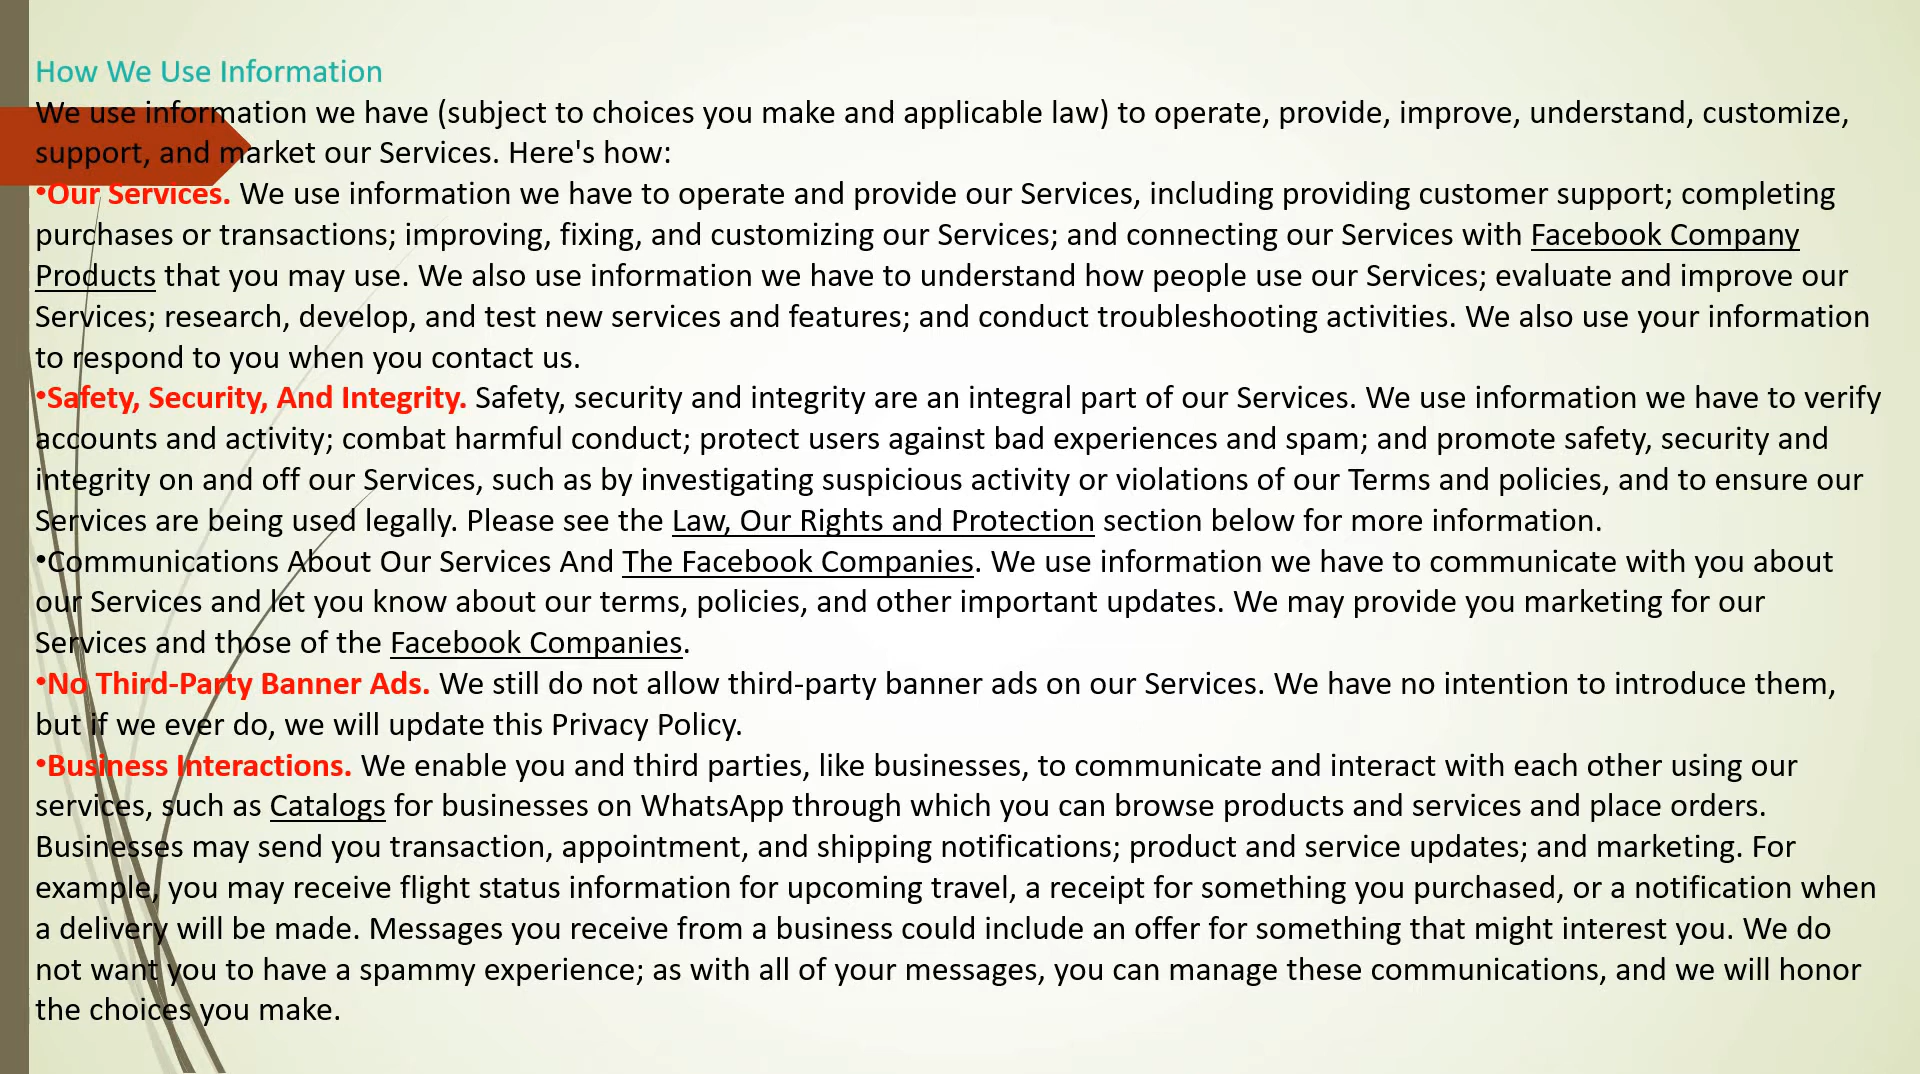 How We Use Information
We use information we have (subject to choices you make and applicable law) to operate, provide, improve, understand, customize,
support, and market our Services. Here's how:
•Our Services. We use information we have to operate and provide our Services, including providing customer support; completing
purchases or transactions; improving, fixing, and customizing our Services; and connecting our Services with Facebook Company
Products that you may use. We also use information we have to understand how people use our Services; evaluate and improve our
Services; research, develop, and test new services and features; and conduct troubleshooting activities. We also use your information
to respond to you when you contact us.
•Safety, Security, And Integrity. Safety, security and integrity are an integral part of our Services. We use information we have to verify
accounts and activity; combat harmful conduct; protect users against bad experiences and spam; and promote safety, security and
integrity on and off our Services, such as by investigating suspicious activity or violations of our Terms and policies, and to ensure our
Services are being used legally. Please see the Law, Our Rights and Protection section below for more information.
•Communications About Our Services And The Facebook Companies. We use information we have to communicate with you about
our Services and let you know about our terms, policies, and other important updates. We may provide you marketing for our
Services and those of the Facebook Companies.
•No Third-Party Banner Ads. We still do not allow third-party banner ads on our Services. We have no intention to introduce them,
but if we ever do, we will update this Privacy Policy.
•Business Interactions. We enable you and third parties, like businesses, to communicate and interact with each other using our
services, such as Catalogs for businesses on WhatsApp through which you can browse products and services and place orders.
Businesses may send you transaction, appointment, and shipping notifications; product and service updates; and marketing. For
example, you may receive flight status information for upcoming travel, a receipt for something you purchased, or a notification when
a delivery will be made. Messages you receive from a business could include an offer for something that might interest you. We do
not want you to have a spammy experience; as with all of your messages, you can manage these communications, and we will honor
the choices you make.